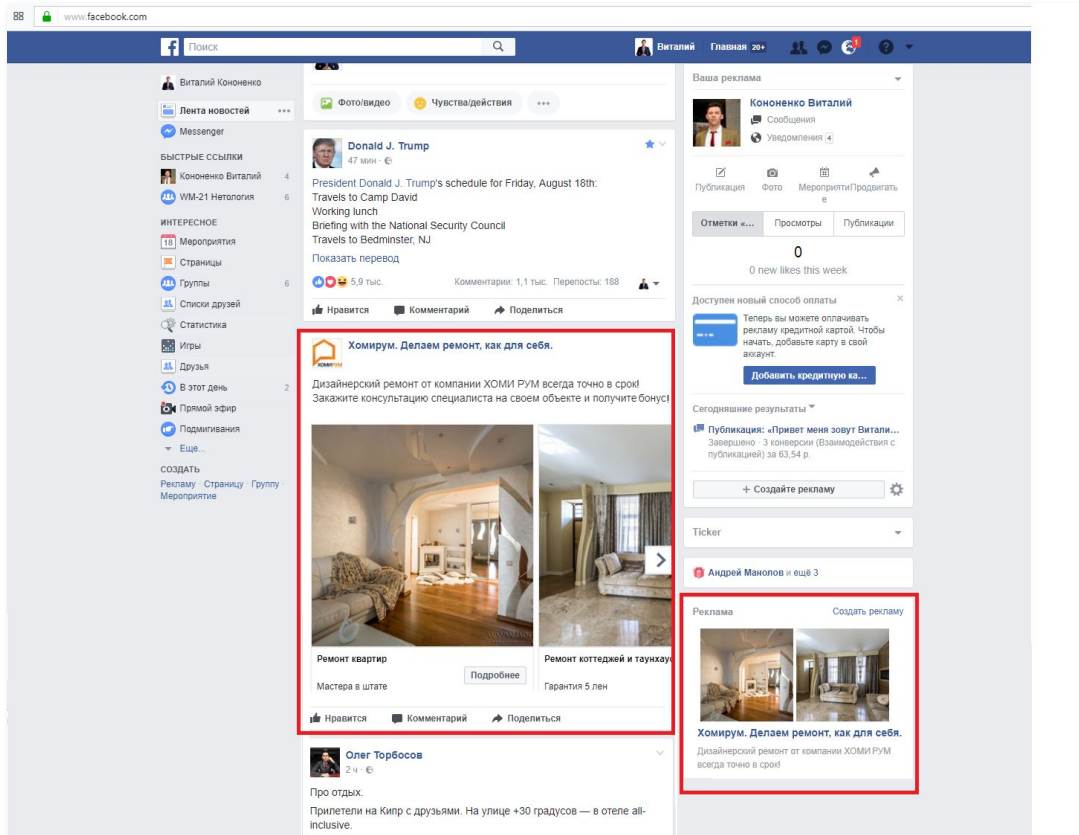 www.facebook.com
Поиск
Виталий Главная 20+
1
Виталий Кононенко
Лента новостей
Messenger
БЫСТРЫЕ ССЫЛКИ
Кононенко Виталий 4
WM-21 Нетология 6
ИНТЕРЕСНОЕ
18 Мероприятия
Страницы
Группы 6
Списки друзей
Статистика
Игры
Друзья
В этот день 2
Прямой эфир
Подмигивания
Еще...
СОЗДАТЬ
Рекламу · Страницу · Группу ·
Мероприятие
Фото/видео Чувства/действия
Donald J. Trump
47 мин ·
President Donald J. Trump's schedule for Friday, August 18th:
Travels to Camp David
Working lunch
Briefing with the National Security Council
Travels to Bedminster, NJ
Показать перевод
5,9 тыс. Комментарии: 1,1 тыс. Перепосты: 188
Нравится Комментарий Поделиться
ХОМИРУМ
Хомирум. Делаем ремонт, как для себя.
Дизайнерский ремонт от компании ХОМИ РУМ всегда точно в срок!
Закажите консультацию специалиста на своем объекте и получите бонус!
Ремонт квартир
Мастера в штате
Подробнее
Ремонт коттеджей и таунхаус
Гарантия 5 лен
Нравится Комментарий Поделиться
Олег Торбосов
2 ч ·
Про отдых.
Прилетели на Кипр с друзьями. На улице +30 градусов — в отеле all-
inclusive.
Ваша реклама
Кононенко Виталий
Сообщения
Уведомления 4
Публикация Фото Мероприяти Продвигать
е
Отметки «... Просмотры Публикации
0
0 new likes this week
Доступен новый способ оплаты
Теперь вы можете оплачивать
рекламу кредитной картой. Чтобы
начать, добавьте карту в свой
аккаунт.
Добавить кредитную ка...
Сегодняшние результаты
Публикация: «Привет меня зовут Витали...
Завершено · 3 конверсии (Взаимодействия с
публикацией) за 63,54 р.
+ Создайте рекламу
Ticker
Андрей Манолов и ещё 3
Реклама Создать рекламу
Хомирум. Делаем ремонт, как для себя.
Дизайнерский ремонт от компании ХОМИ РУМ
всегда точно в срок!